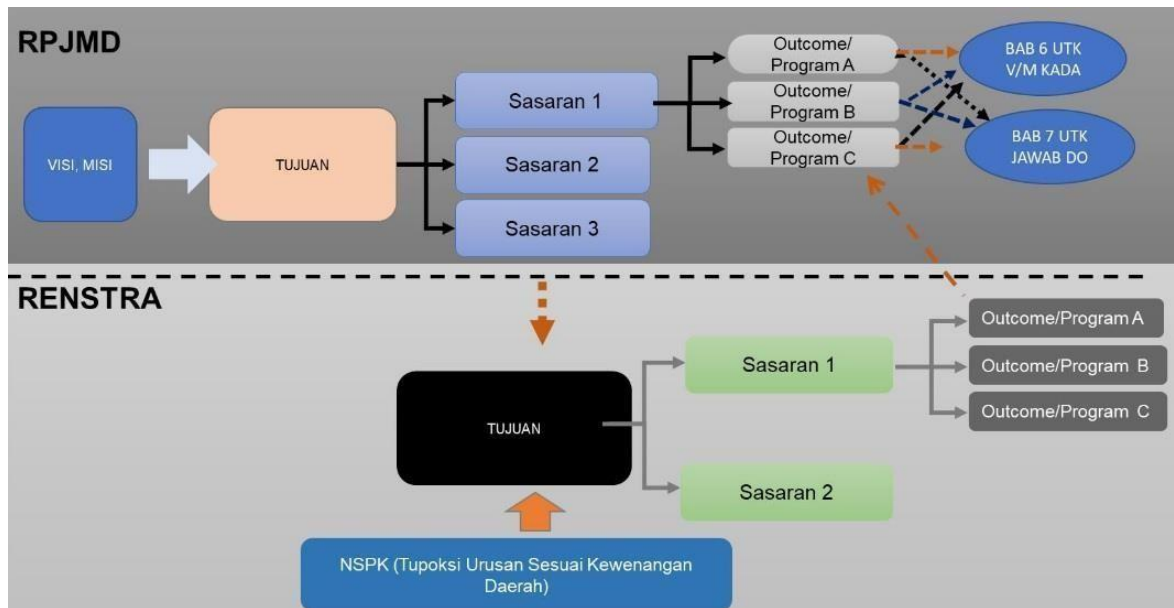 RPJMD
VISI, MISI
TUJUAN
Sasaran 1
Sasaran 2
Sasaran 3
Outcome/
Program A
Outcome/
Program B
Outcome/
Program C
BAB 6 UTK
V/M KADA
BAB 7 UTK
JAWAB DO
RENSTRA
TUJUAN
NSPK (Tupoksi Urusan Sesuai Kewenangan
Daerah)
Sasaran 1
Sasaran 2
Outcome/Program A
Outcome/Program B
Outcome/Program C